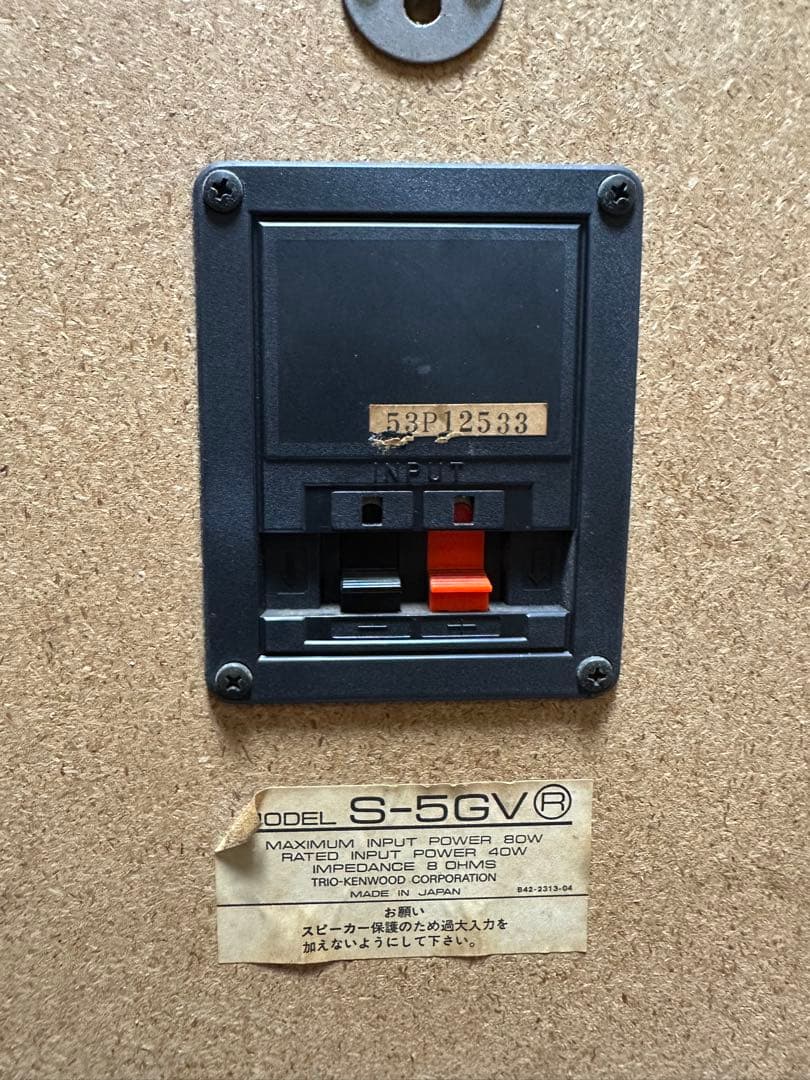 53P12533
INPUT
− +
MODEL S-5GV Ⓡ
MAXIMUM INPUT POWER 80W
RATED INPUT POWER 40W
IMPEDANCE 8 OHMS
TRIO-KENWOOD CORPORATION
MADE IN JAPAN B42-2313-04
お願い
スピーカー保護のため過大入力を
加えないようにして下さい。